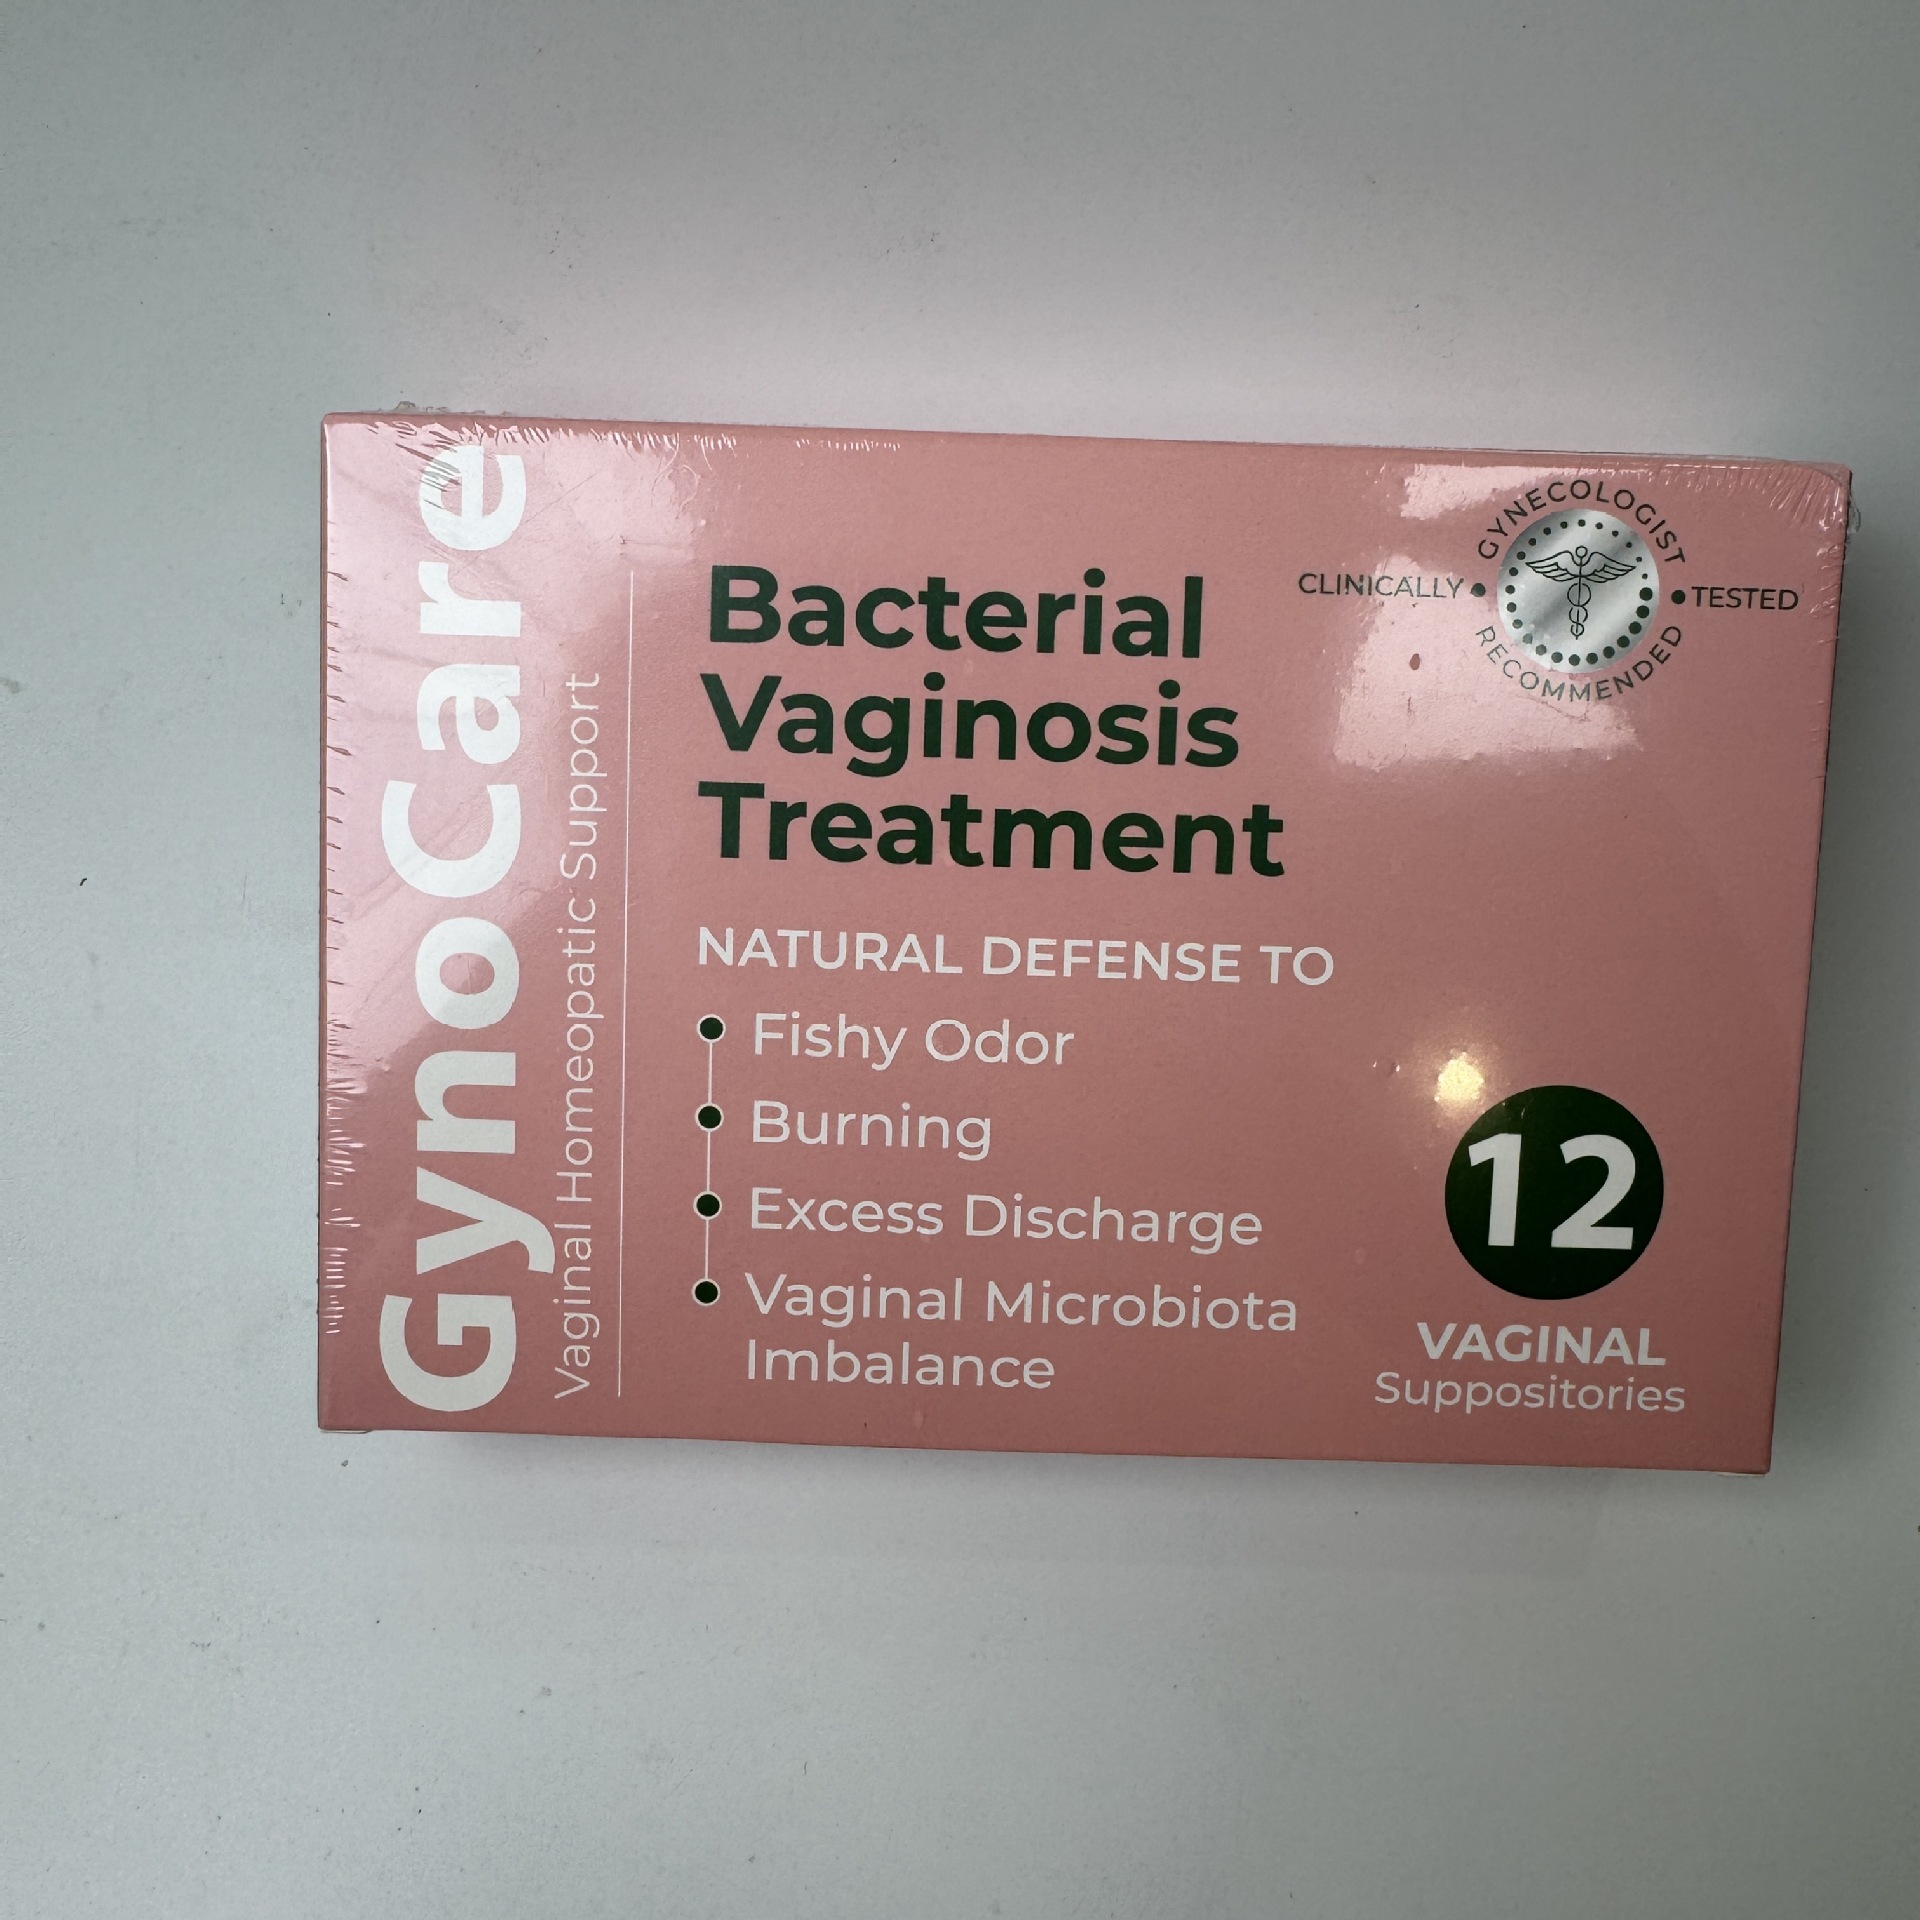 GynoCare
Vaginal Homeopathic Support
Bacterial
Vaginosis
Treatment
NATURAL DEFENSE TO
Fishy Odor
Burning
Excess Discharge
Vaginal Microbiota
Imbalance
GYNECOLOGIST
CLINICALLY • • TESTED
RECOMMENDED
12
VAGINAL
Suppositories